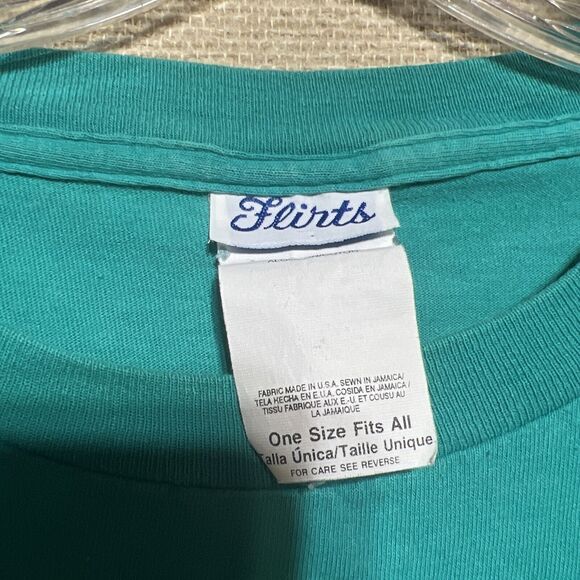 Flirts
FABRIC MADE IN U.S.A. SEWN IN JAMAICA/
TELA HECHA EN E.U.A. COSIDA EN JAMAICA/
TISSU FABRIQUE AUX E.-U. ET COUSU AU
LA JAMAIQUE
One Size Fits All
Talla Única/Taille Unique
FOR CARE SEE REVERSE